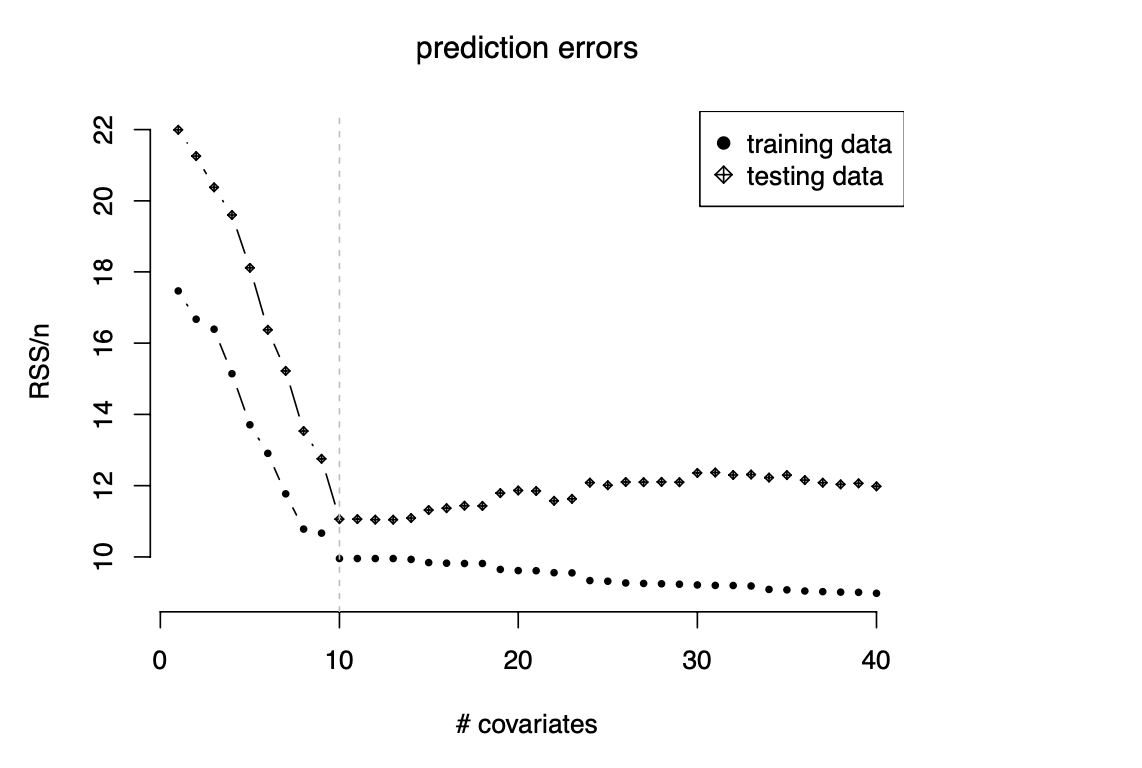 prediction errors
training data
testing data
RSS/n
22
20
18
16
14
12
10
0 10 20 30 40
# covariates